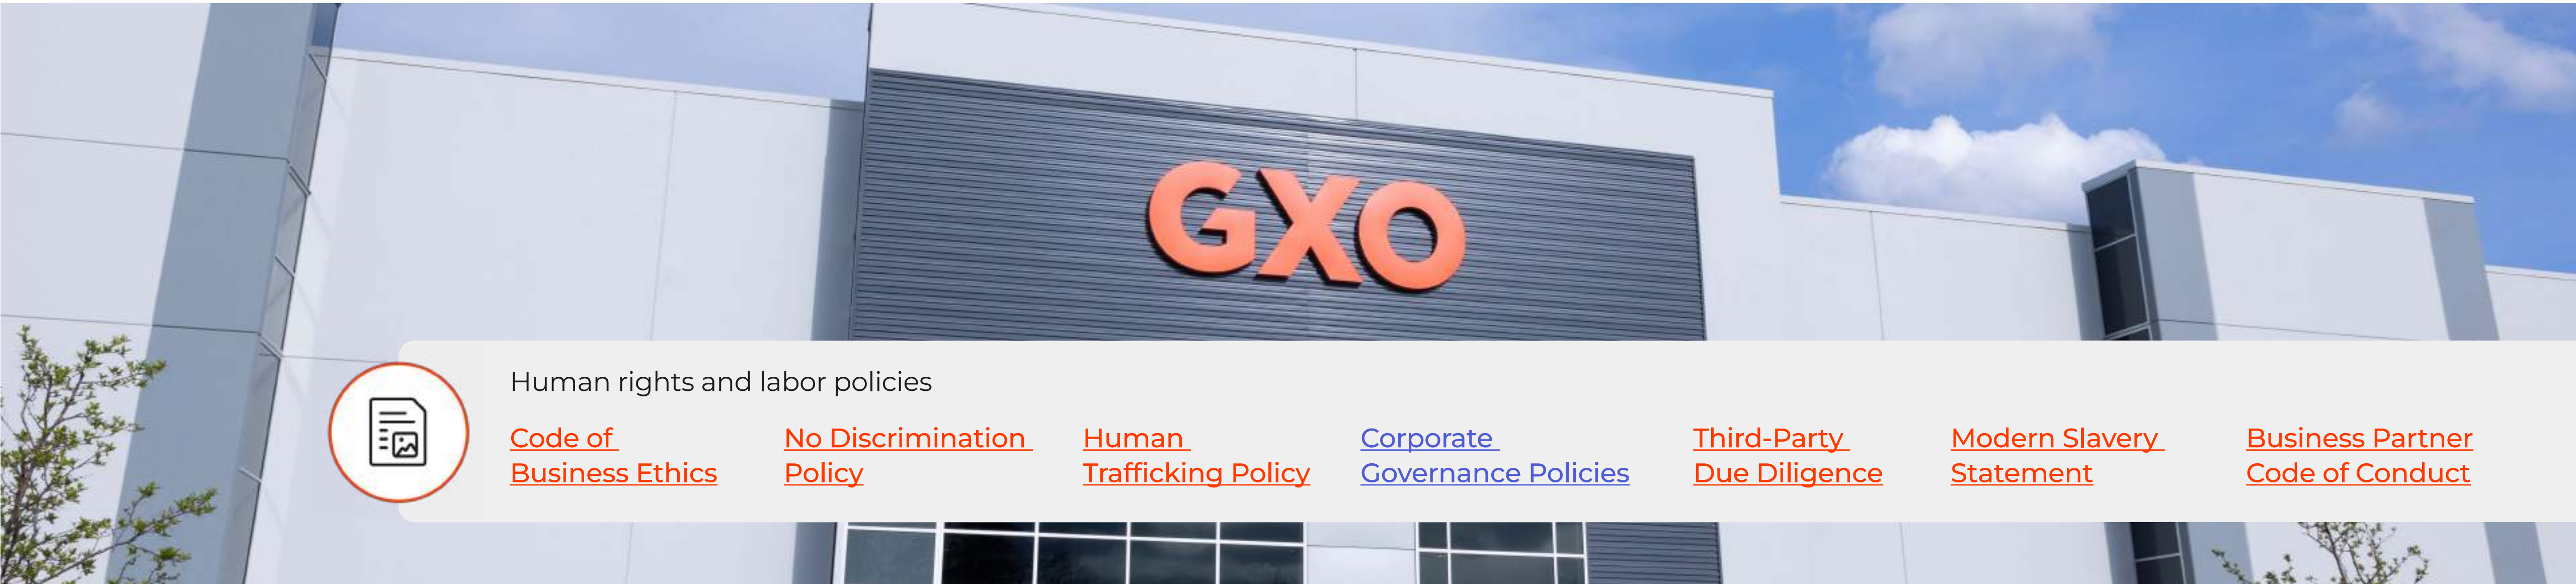 GXO
Human rights and labor policies
Code of
Business Ethics
No Discrimination
Policy
Human
Trafficking Policy
Corporate
Governance Policies
Third-Party
Due Diligence
Modern Slavery
Statement
Business Partner
Code of Conduct